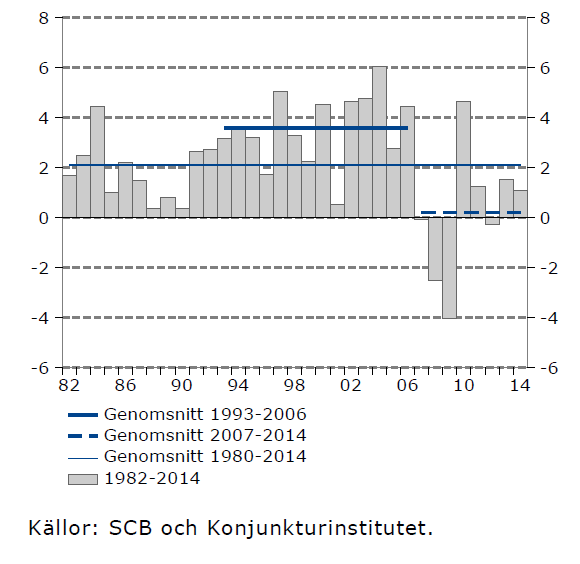 8 8
6 6
4 4
2 2
0 0
-2 -2
-4 -4
-6 -6
82 86 90 94 98 02 06 10 14
Genomsnitt 1993-2006
Genomsnitt 2007-2014
Genomsnitt 1980-2014
1982-2014
Källor: SCB och Konjunkturinstitutet.